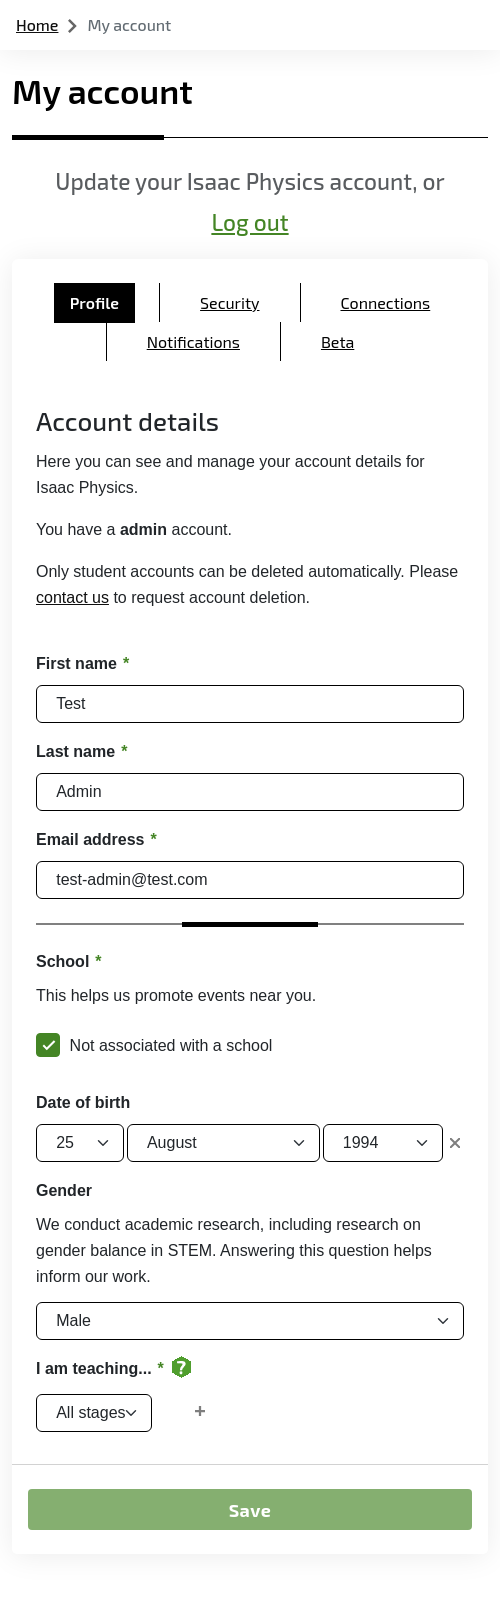 Home My account
My account
Update your Isaac Physics account, or
Log out
Profile Security Connections
Notifications Beta
Account details
Here you can see and manage your account details for
Isaac Physics.
You have a admin account.
Only student accounts can be deleted automatically. Please
contact us to request account deletion.
First name *
Test
Last name *
Admin
Email address *
test-admin@test.com
School *
This helps us promote events near you.
Not associated with a school
Date of birth
25 August 1994
Gender
We conduct academic research, including research on
gender balance in STEM. Answering this question helps
inform our work.
Male
I am teaching... * ?
All stages
Save